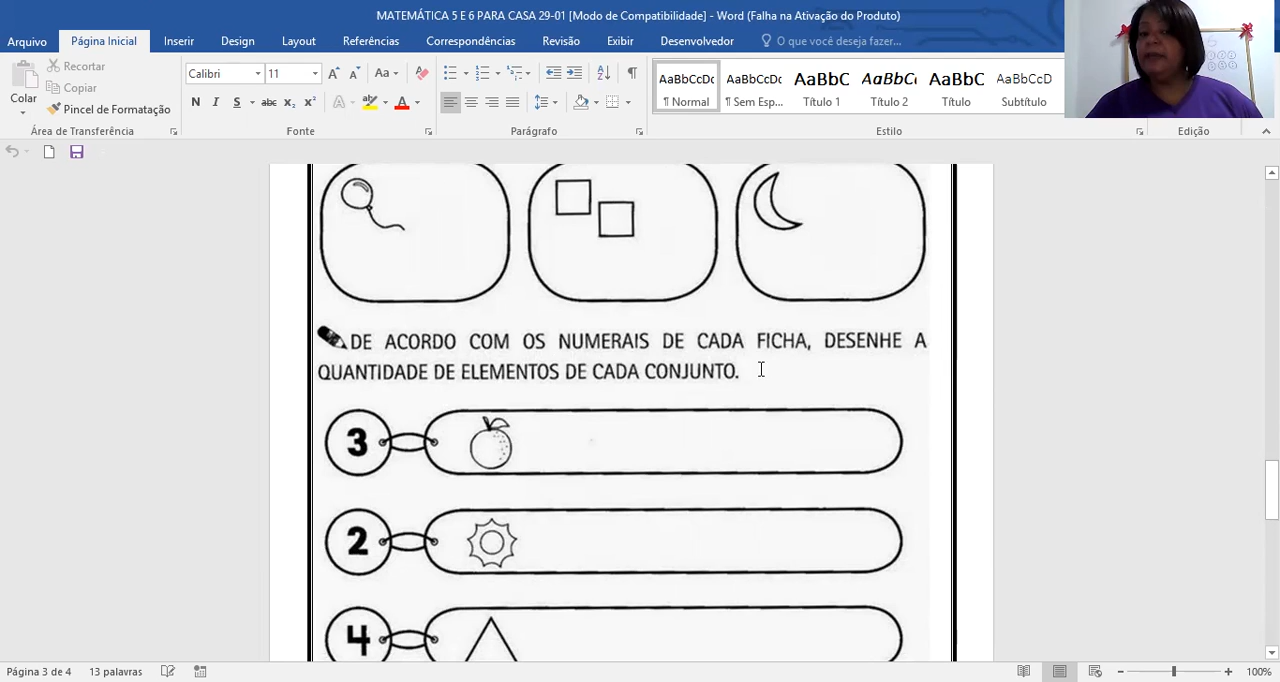 MATEMÁTICA 5 E 6 PARA CASA 29-01 [Modo de Compatibilidade] - Word (Falha na Ativação do Produto)
Arquivo Página Inicial Inserir Design Layout Referências Correspondências Revisão Exibir Desenvolvedor O que você deseja fazer...
Colar
Recortar
Copiar
Pincel de Formatação
Área de Transferência
Calibri 11
N I S abc x₂ x²
Aa
A
Fonte
Parágrafo
AaBbCcDc AaBbCcDc AaBbC AaBbCc AaBbC AaBbCcD
¶ Normal ¶ Sem Esp... Título 1 Título 2 Título Subtítulo
Estilo
Edição
DE ACORDO COM OS NUMERAIS DE CADA FICHA, DESENHE A
QUANTIDADE DE ELEMENTOS DE CADA CONJUNTO.
3
2
4
Página 3 de 4 13 palavras 100%